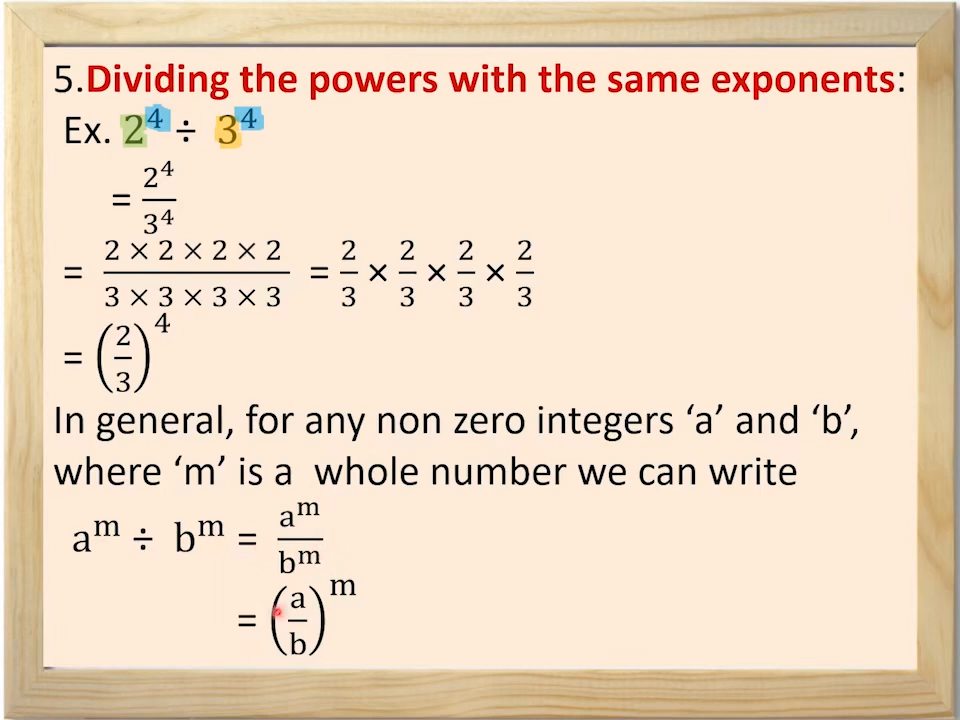 5.Dividing the powers with the same exponents:
Ex. 2⁴ ÷ 3⁴
= 2⁴/3⁴
= (2 × 2 × 2 × 2)/(3 × 3 × 3 × 3) = 2/3 × 2/3 × 2/3 × 2/3
= (2/3)⁴
In general, for any non zero integers ‘a’ and ‘b’,
where ‘m’ is a whole number we can write
aᵐ ÷ bᵐ = aᵐ/bᵐ
= (a/b)ᵐ